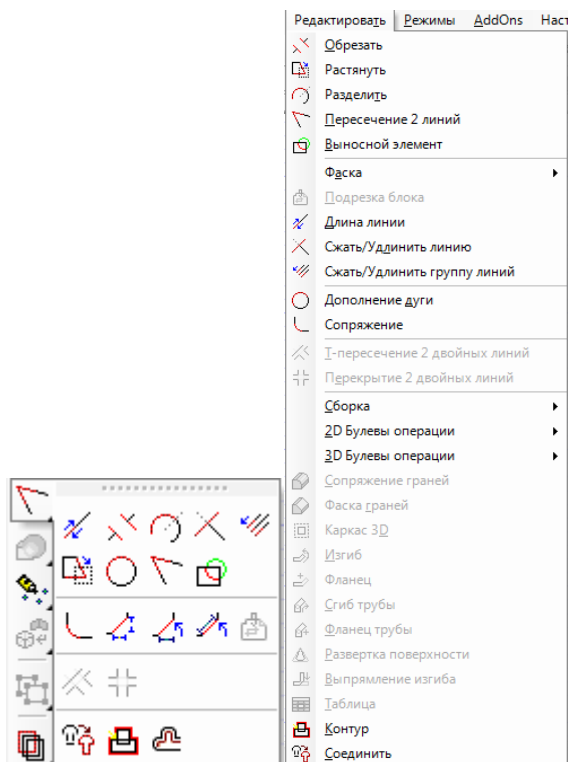 Редактировать Режимы AddOns Наст
Обрезать
Растянуть
Разделить
Пересечение 2 линий
Выносной элемент
Фаска
Подрезка блока
Длина линии
Сжать/Удлинить линию
Сжать/Удлинить группу линий
Дополнение дуги
Сопряжение
Т-пересечение 2 двойных линий
Перекрытие 2 двойных линий
Сборка
2D Булевы операции
3D Булевы операции
Сопряжение граней
Фаска граней
Каркас 3D
Изгиб
Фланец
Сгиб трубы
Фланец трубы
Развертка поверхности
Выпрямление изгиба
Таблица
Контур
Соединить